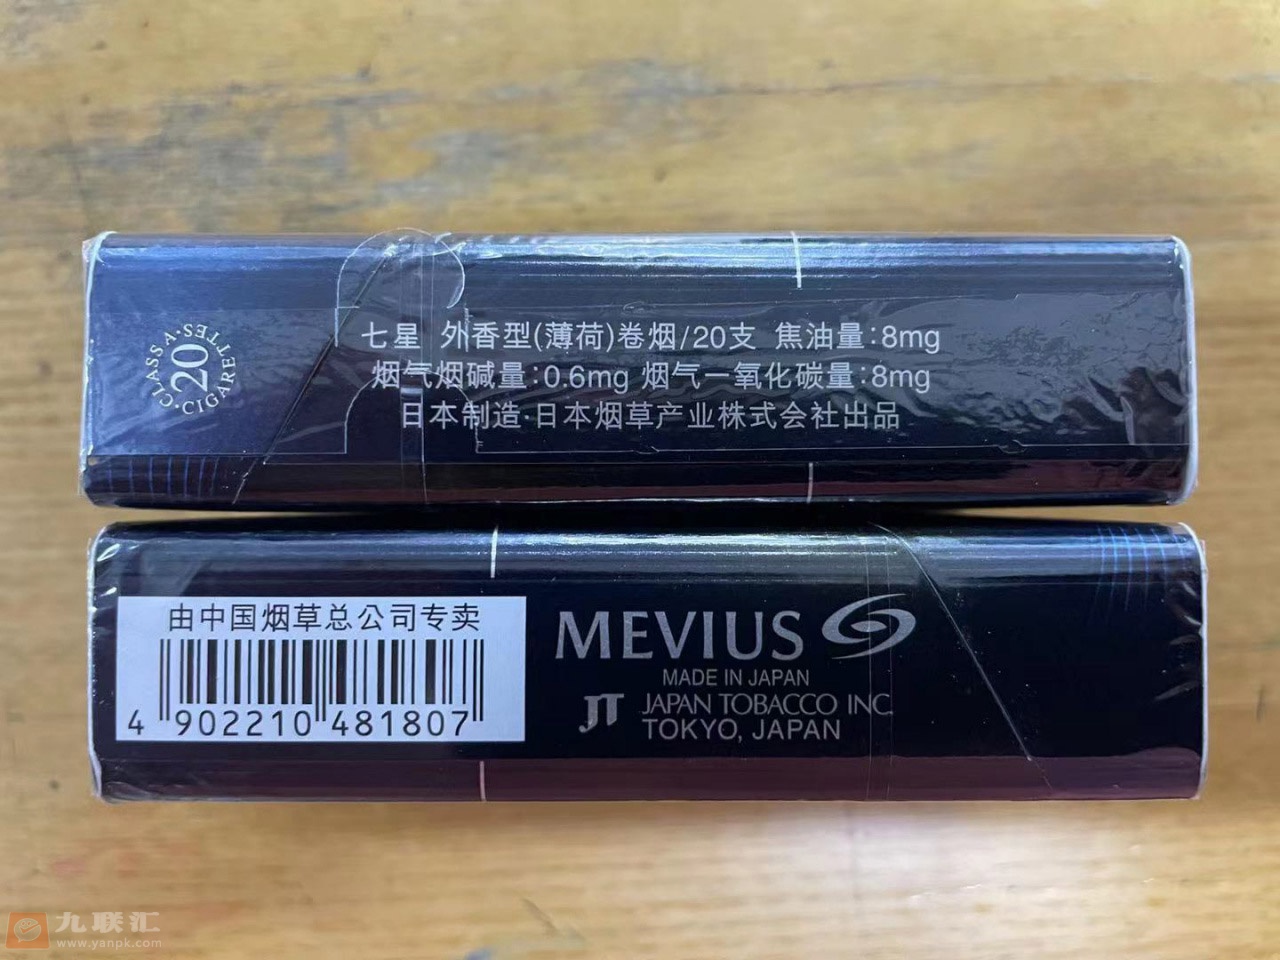 CLASS A · 20 · CIGARETTES
七星 外香型(薄荷)卷烟/20支 焦油量:8mg
烟气烟碱量:0.6mg 烟气一氧化碳量:8mg
日本制造·日本烟草产业株式会社出品
由中国烟草总公司专卖
4 902210 481807
MEVIUS
MADE IN JAPAN
JT JAPAN TOBACCO INC.
TOKYO, JAPAN
九联汇
www.yanpk.com